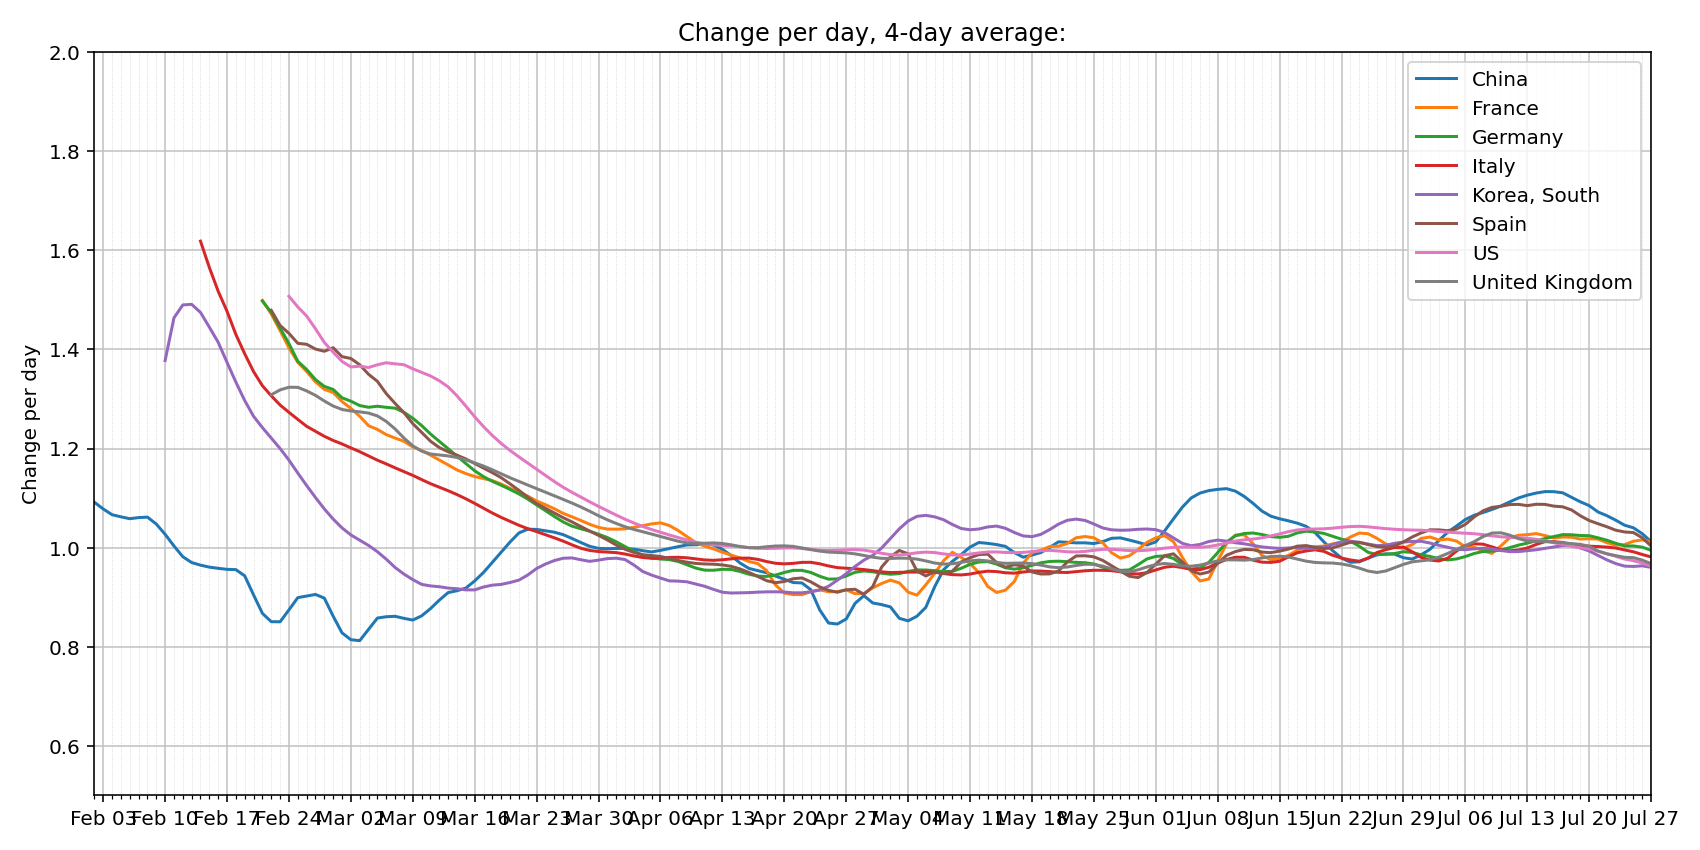 Change per day, 4-day average:
2.0
1.8
1.6
1.4
1.2
1.0
0.8
0.6
Change per day
China
France
Germany
Italy
Korea, South
Spain
US
United Kingdom
Feb 03 Feb 10 Feb 17 Feb 24 Mar 02 Mar 09 Mar 16 Mar 23 Mar 30 Apr 06 Apr 13 Apr 20 Apr 27 May 04 May 11 May 18 May 25 Jun 01 Jun 08 Jun 15 Jun 22 Jun 29 Jul 06 Jul 13 Jul 20 Jul 27